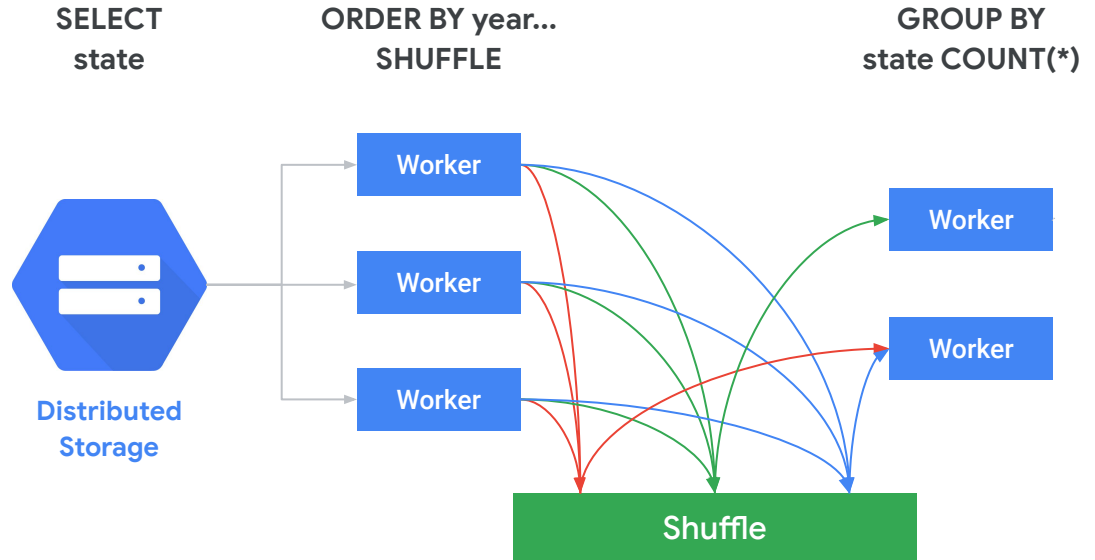 SELECT
state
ORDER BY year...
SHUFFLE
GROUP BY
state COUNT(*)
Worker
Worker
Worker
Worker
Worker
Distributed
Storage
Shuffle